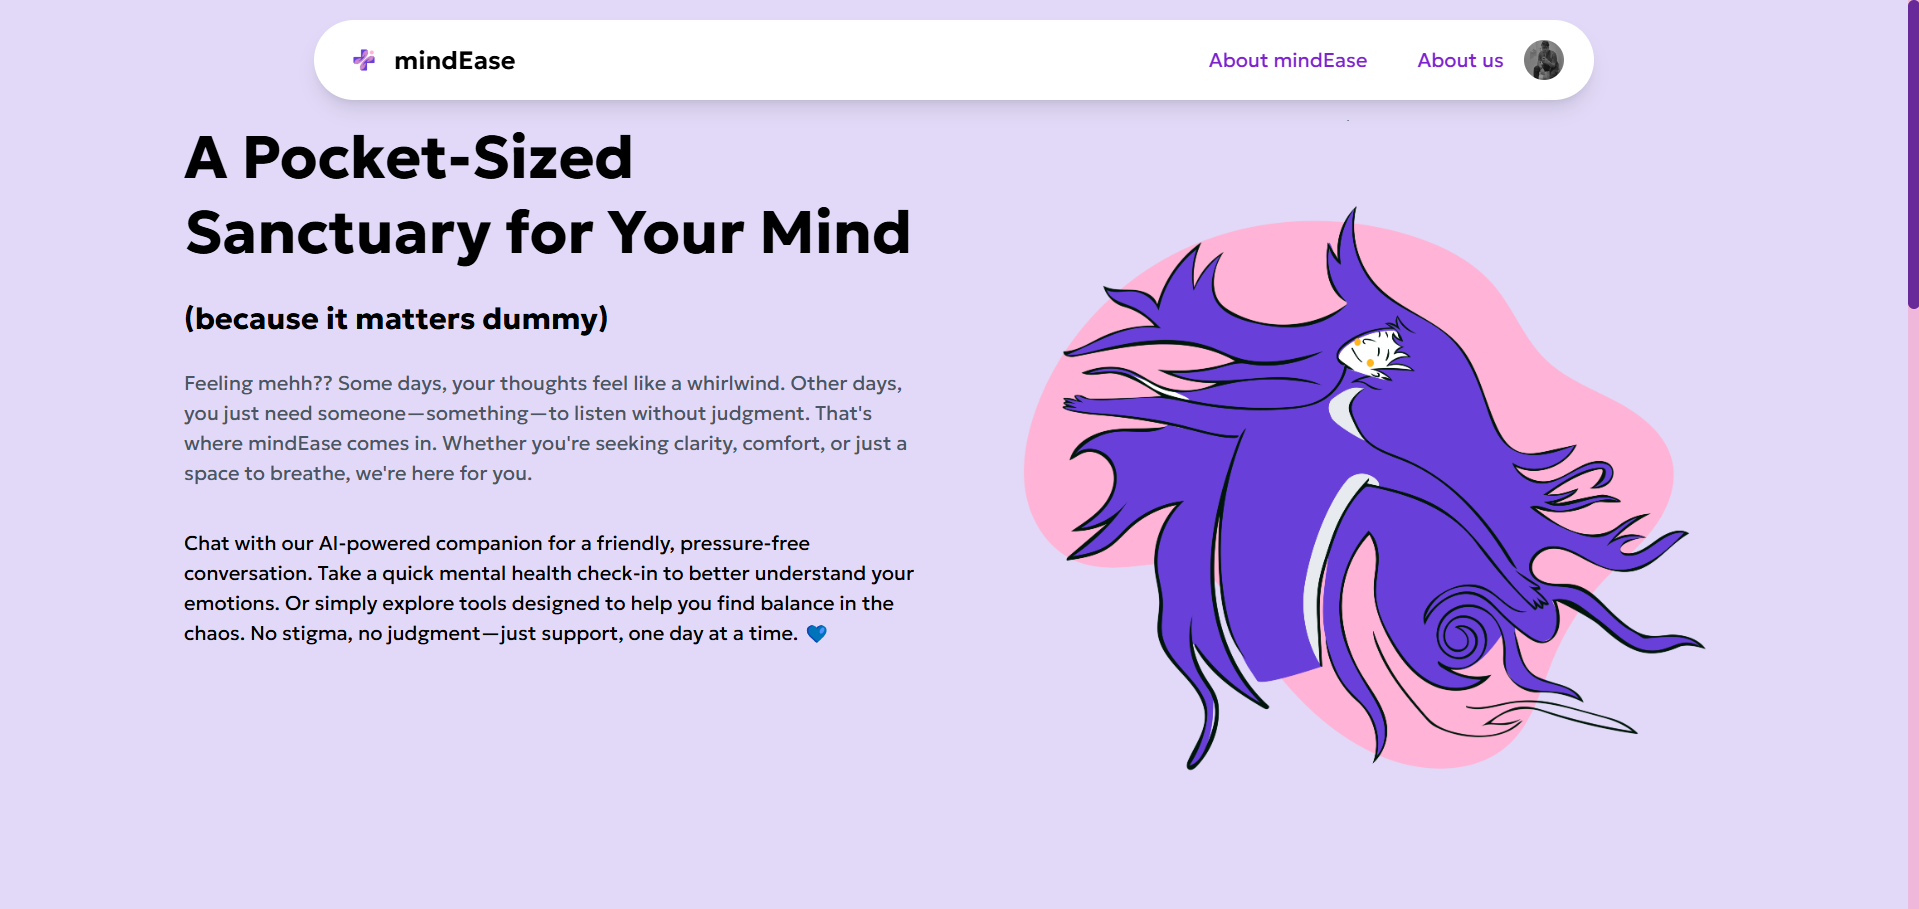 mindEase
About mindEase
About us
A Pocket-Sized
Sanctuary for Your Mind
(because it matters dummy)
Feeling mehh?? Some days, your thoughts feel like a whirlwind. Other days,
you just need someone—something—to listen without judgment. That's
where mindEase comes in. Whether you're seeking clarity, comfort, or just a
space to breathe, we're here for you.
Chat with our AI-powered companion for a friendly, pressure-free
conversation. Take a quick mental health check-in to better understand your
emotions. Or simply explore tools designed to help you find balance in the
chaos. No stigma, no judgment—just support, one day at a time. 💙